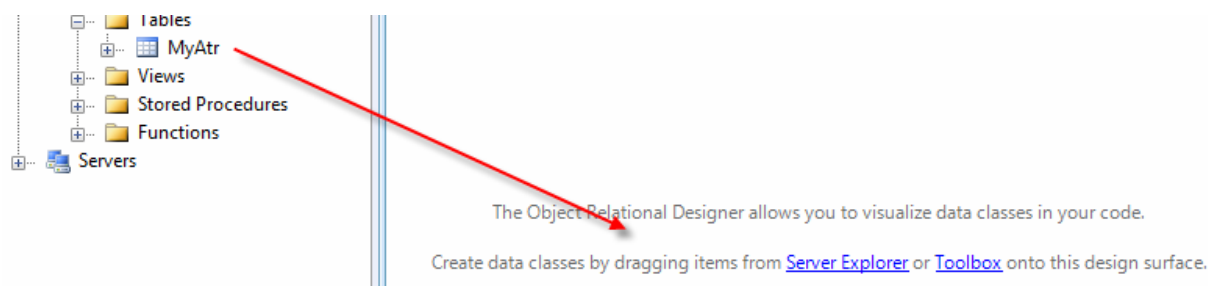 Tables
MyAtr
Views
Stored Procedures
Functions
Servers
The Object Relational Designer allows you to visualize data classes in your code.
Create data classes by dragging items from Server Explorer or Toolbox onto this design surface.